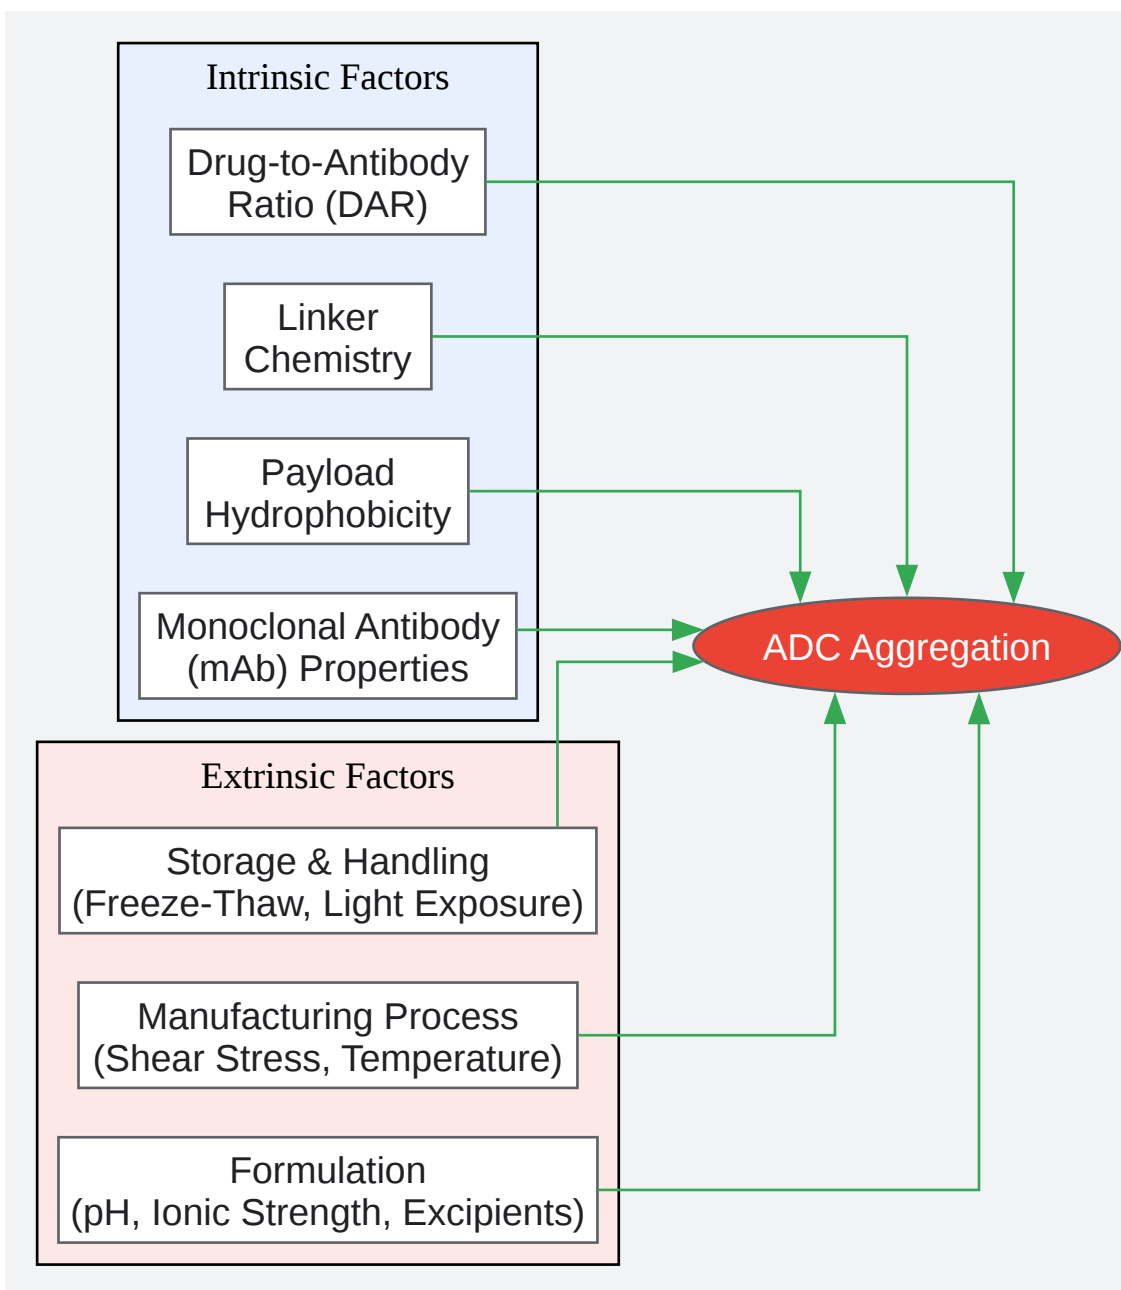 Intrinsic Factors
Drug-to-Antibody
Ratio (DAR)
Linker
Chemistry
Payload
Hydrophobicity
Monoclonal Antibody
(mAb) Properties
ADC Aggregation
Extrinsic Factors
Storage & Handling
(Freeze-Thaw, Light Exposure)
Manufacturing Process
(Shear Stress, Temperature)
Formulation
(pH, Ionic Strength, Excipients)